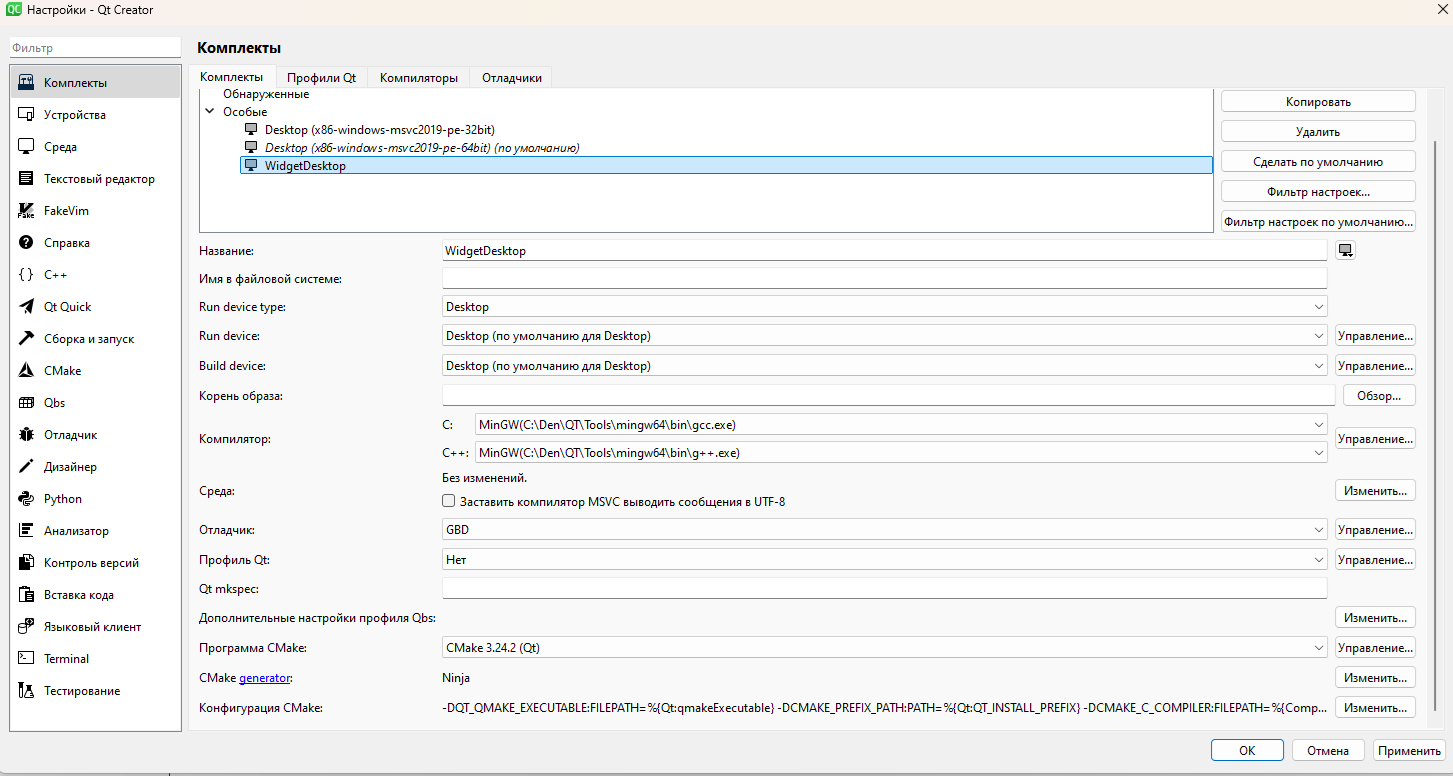 Настройки - Qt Creator
Фильтр
Комплекты
Устройства
Среда
Текстовый редактор
FakeVim
Справка
C++
Qt Quick
Сборка и запуск
CMake
Qbs
Отладчик
Дизайнер
Python
Анализатор
Контроль версий
Вставка кода
Языковый клиент
Terminal
Тестирование
Комплекты
Комплекты Профили Qt Компиляторы Отладчики
Обнаруженные
Особые
Desktop (x86-windows-msvc2019-pe-32bit)
Desktop (x86-windows-msvc2019-pe-64bit) (по умолчанию)
WidgetDesktop
Копировать
Удалить
Сделать по умолчанию
Фильтр настроек...
Фильтр настроек по умолчанию...
Название: WidgetDesktop
Имя в файловой системе:
Run device type: Desktop
Run device: Desktop (по умолчанию для Desktop) Управление...
Build device: Desktop (по умолчанию для Desktop) Управление...
Корень образа: Обзор...
Компилятор: Управление...
C: MinGW(C:\Den\QT\Tools\mingw64\bin\gcc.exe)
C++: MinGW(C:\Den\QT\Tools\mingw64\bin\g++.exe)
Среда: Изменить...
Без изменений.
Заставить компилятор MSVC выводить сообщения в UTF-8
Отладчик: GBD Управление...
Профиль Qt: Нет Управление...
Qt mkspec:
Дополнительные настройки профиля Qbs: Изменить...
Программа CMake: CMake 3.24.2 (Qt) Управление...
CMake generator: Ninja Изменить...
Конфигурация CMake: -DQT_QMAKE_EXECUTABLE:FILEPATH=%{Qt:qmakeExecutable} -DCMAKE_PREFIX_PATH:PATH=%{Qt:QT_INSTALL_PREFIX} -DCMAKE_C_COMPILER:FILEPATH=%{Comp... Изменить...
OK Отмена Применить